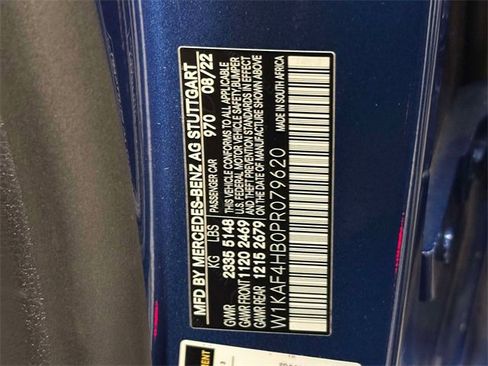 MFD BY MERCEDES-BENZ AG STUTTGART
PASSENGER CAR 970 08/22
KG LBS
GVWR 2335 5148
GAWR FRONT 1120 2469
GAWR REAR 1215 2679
THIS VEHICLE CONFORMS TO ALL APPLICABLE
U.S. FEDERAL MOTOR VEHICLE SAFETY, BUMPER
AND THEFT PREVENTION STANDARDS IN EFFECT
ON THE DATE OF MANUFACTURE SHOWN ABOVE
MADE IN SOUTH AFRICA
W1KAF4HB0PR079620